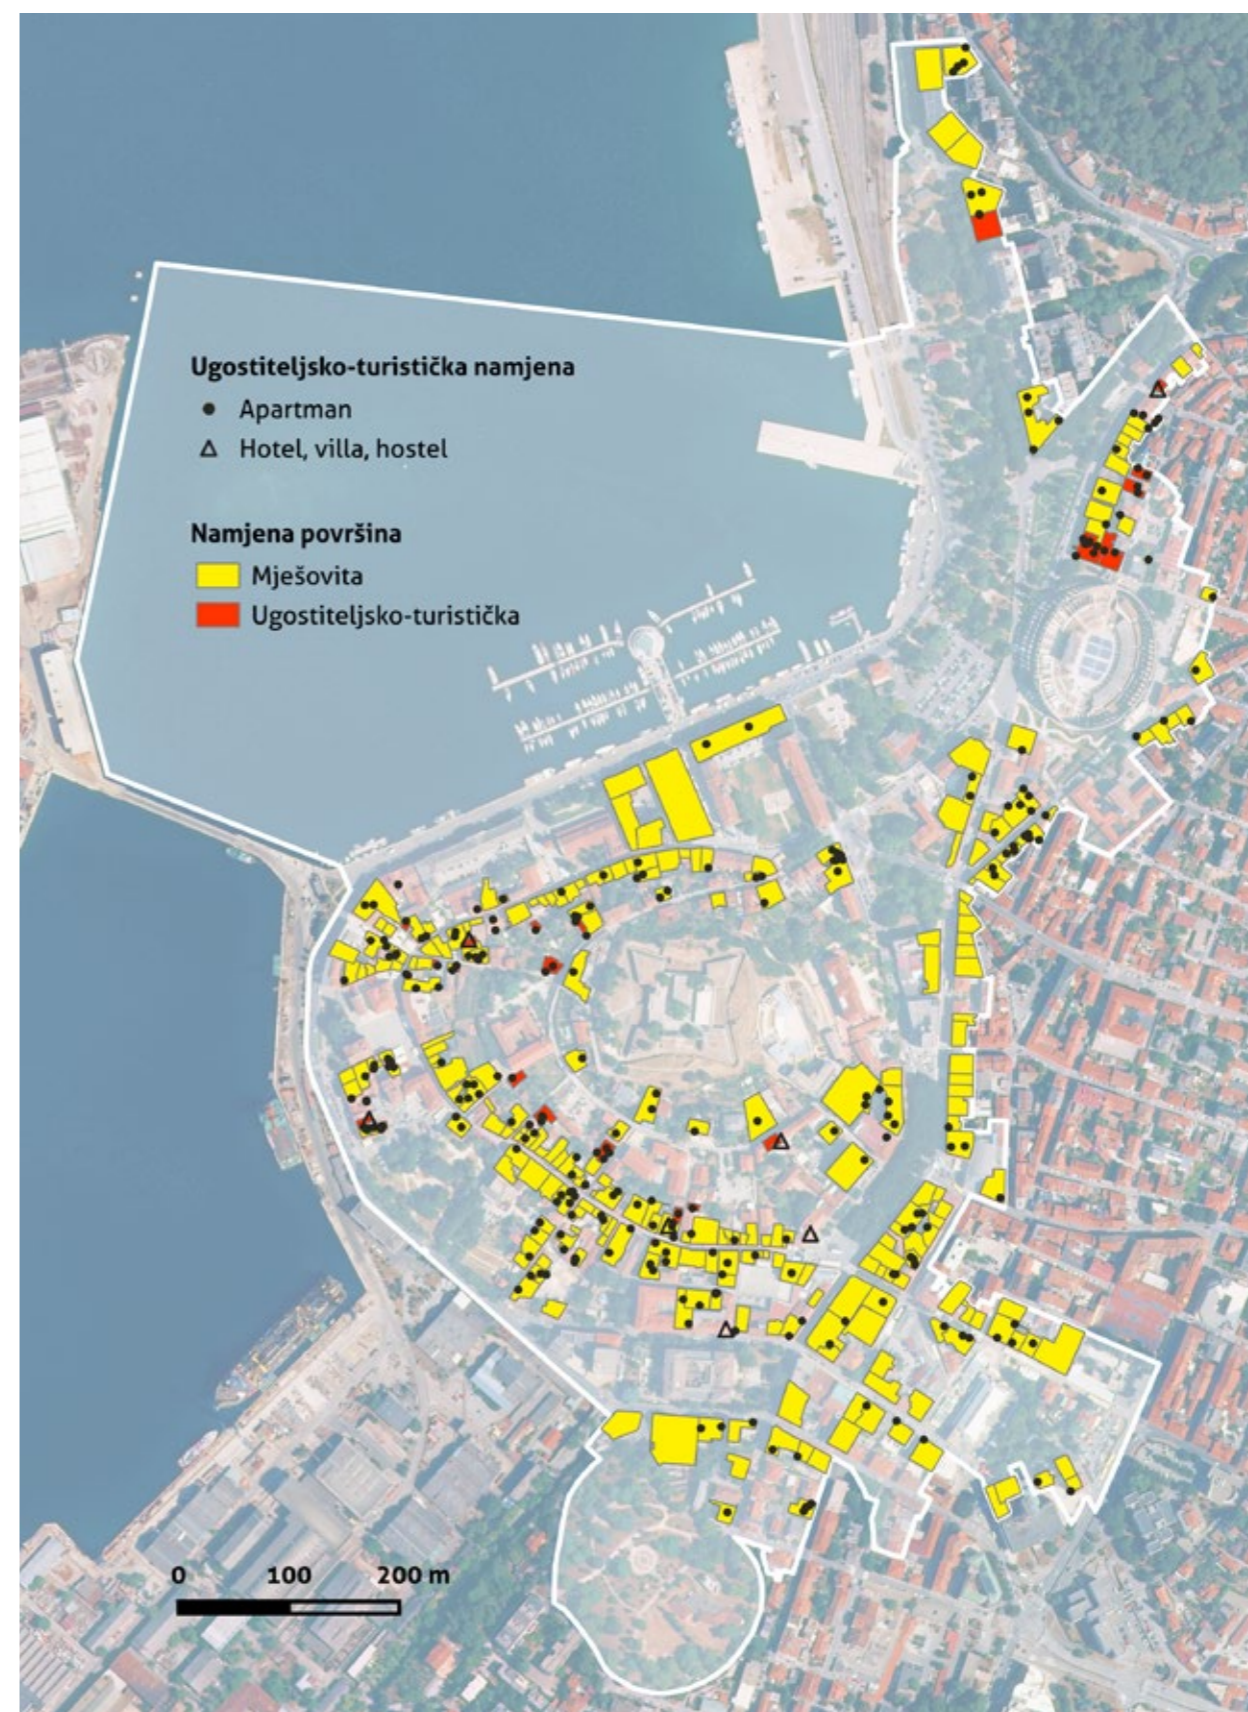 Ugostiteljsko-turistička namjena
Apartman
Hotel, villa, hostel
Namjena površina
Mješovita
Ugostiteljsko-turistička
0 100 200 m